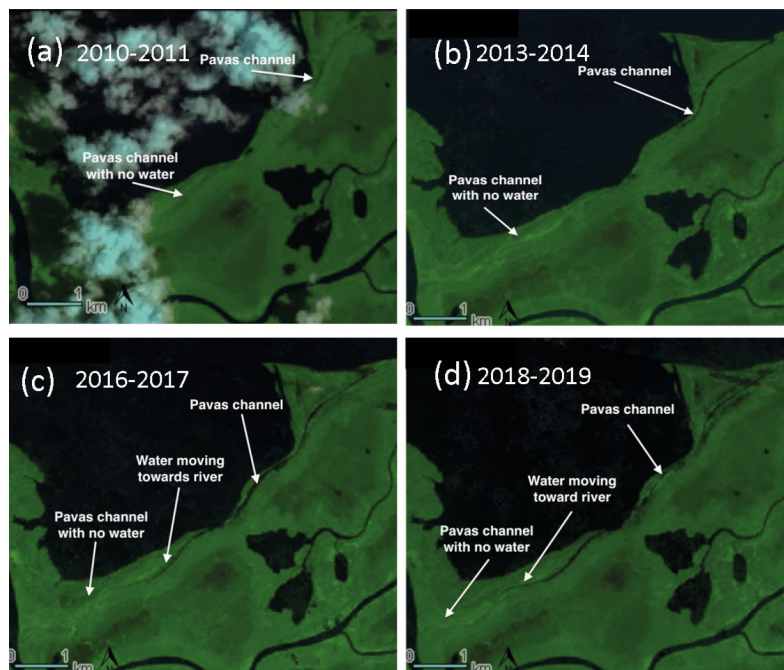 (a) 2010-2011
Pavas channel
Pavas channel
with no water
0 1
km
N
(b) 2013-2014
Pavas channel
Pavas channel
with no water
0 1
km
N
(c) 2016-2017
Pavas channel
Water moving
towards river
Pavas channel
with no water
0 1
km
N
(d) 2018-2019
Pavas channel
Water moving
toward river
Pavas channel
with no water
0 1
km
N